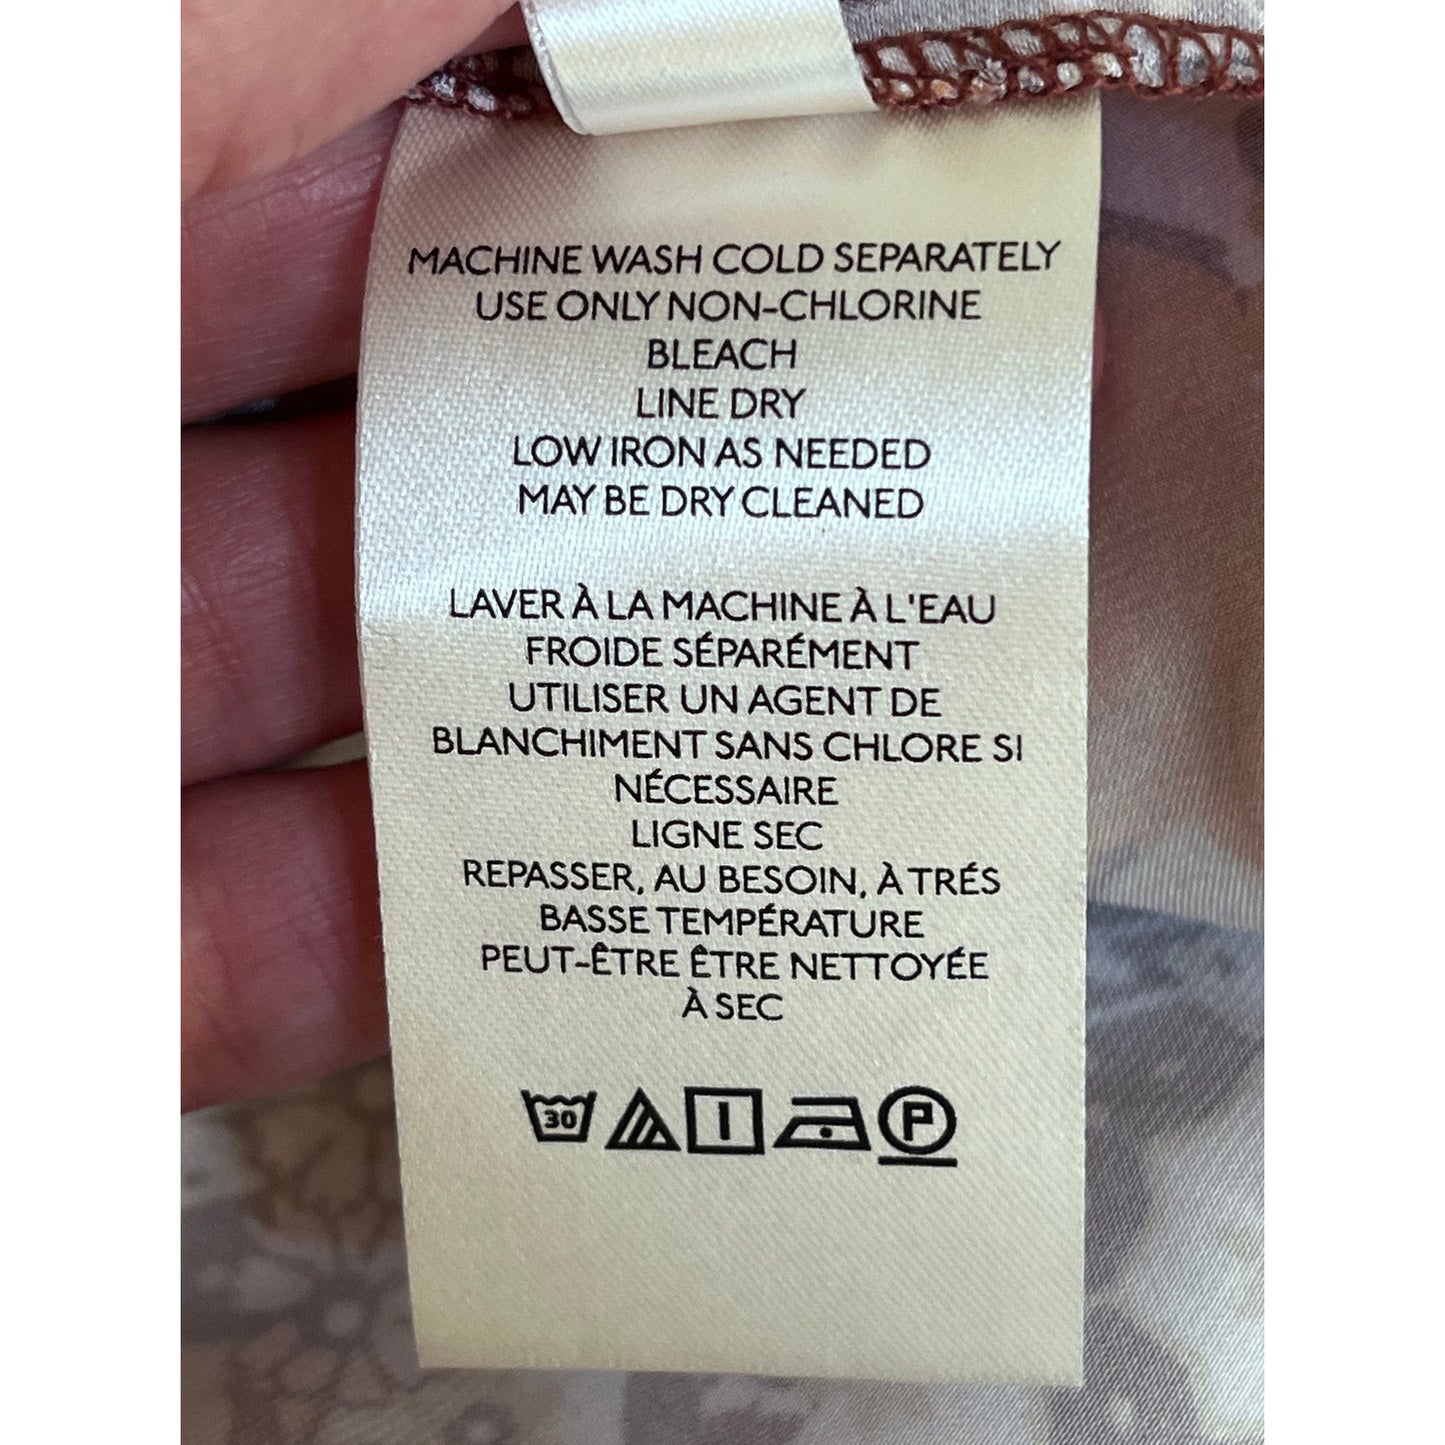 MACHINE WASH COLD SEPARATELY
USE ONLY NON-CHLORINE
BLEACH
LINE DRY
LOW IRON AS NEEDED
MAY BE DRY CLEANED
LAVER À LA MACHINE À L'EAU
FROIDE SÉPARÉMENT
UTILISER UN AGENT DE
BLANCHIMENT SANS CHLORE SI
NÉCESSAIRE
LIGNE SEC
REPASSER, AU BESOIN, À TRÉS
BASSE TEMPÉRATURE
PEUT-ÊTRE ÊTRE NETTOYÉE
À SEC
30 P